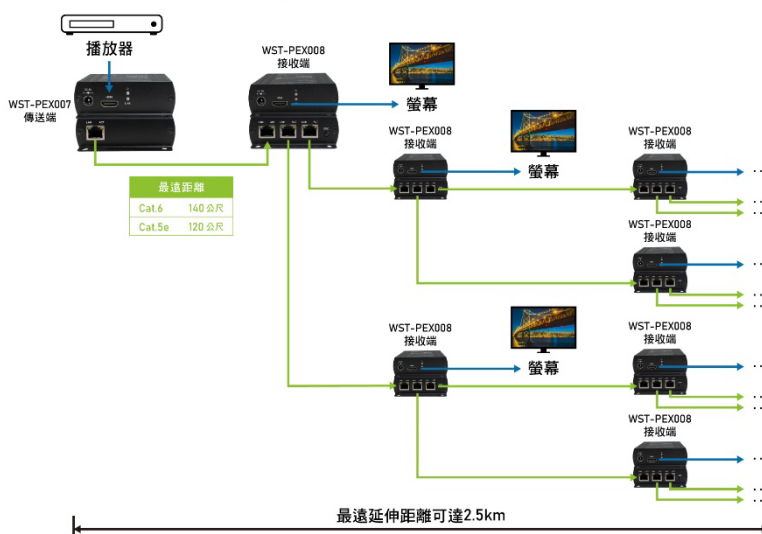 播放器
WST-PEX007
傳送端
WST-PEX008
接收端
螢幕
最遠距離
Cat.6 140 公尺
Cat.5e 120 公尺
WST-PEX008
接收端
螢幕
WST-PEX008
接收端
WST-PEX008
接收端
WST-PEX008
接收端
螢幕
WST-PEX008
接收端
WST-PEX008
接收端
最遠延伸距離可達2.5km